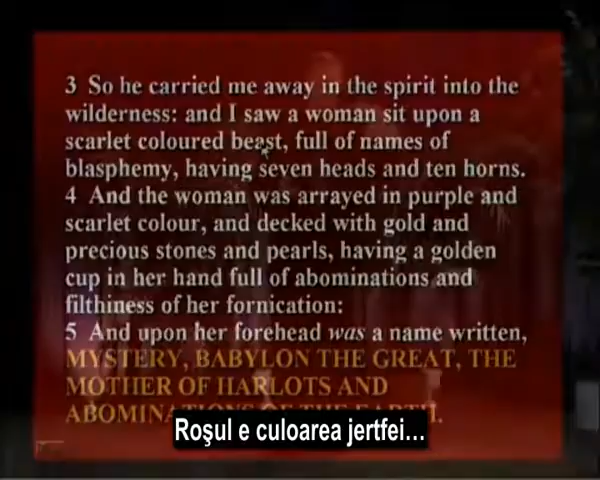 3 So he carried me away in the spirit into the
wilderness: and I saw a woman sit upon a
scarlet coloured beast, full of names of
blasphemy, having seven heads and ten horns.
4 And the woman was arrayed in purple and
scarlet colour, and decked with gold and
precious stones and pearls, having a golden
cup in her hand full of abominations and
filthiness of her fornication:
5 And upon her forehead was a name written,
MYSTERY, BABYLON THE GREAT, THE
MOTHER OF HARLOTS AND
ABOMINATIONS OF THE EARTH.
Roşul e culoarea jertfei...